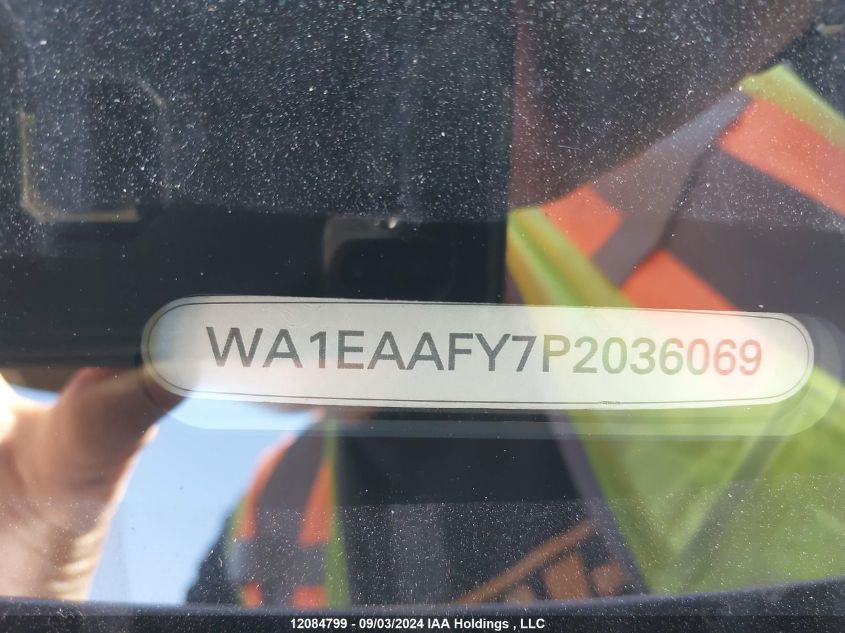 WA1EAAFY7P2036069
12084799 - 09/03/2024 IAA Holdings , LLC